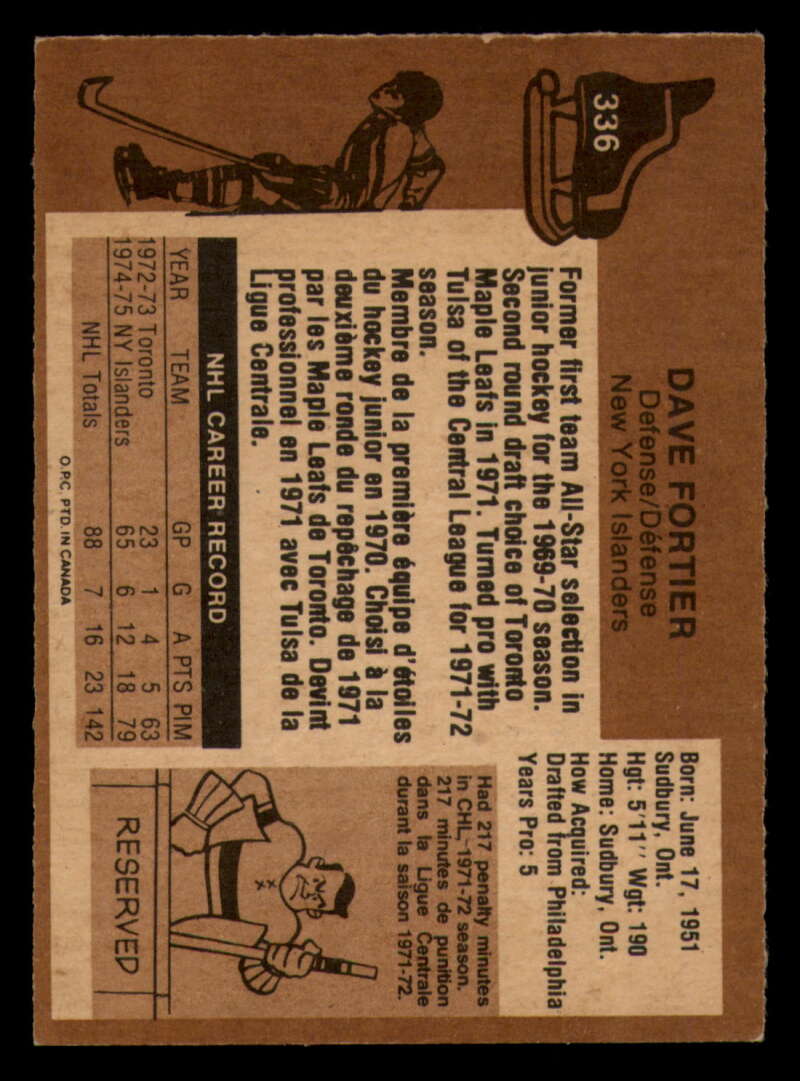 336
DAVE FORTIER
Defense/Défense
New York Islanders
Born: June 17, 1951
Sudbury, Ont.
Hgt: 5'11" Wgt: 190
Home: Sudbury, Ont.
How Acquired:
Drafted from Philadelphia
Years Pro: 5
Former first team All-Star selection in
junior hockey for the 1969-70 season.
Second round draft choice of Toronto
Maple Leafs in 1971. Turned pro with
Tulsa of the Central League for 1971-72
season.
Membre de la première équipe d'étoiles
du hockey junior en 1970. Choisi à la
deuxième ronde du repêchage de 1971
par les Maple Leafs de Toronto. Devint
professionnel en 1971 avec Tulsa de la
Ligue Centrale.
NHL CAREER RECORD
YEAR TEAM GP G A PTS PIM
1972-73 Toronto 23 1 4 5 63
1974-75 NY Islanders 65 6 12 18 79
NHL Totals 88 7 16 23 142
O.P.C. PTD. IN CANADA
Had 217 penalty minutes
in CHL-1971-72 season.
217 minutes de punition
dans la Ligue Centrale
durant la saison 1971-72.
RESERVED